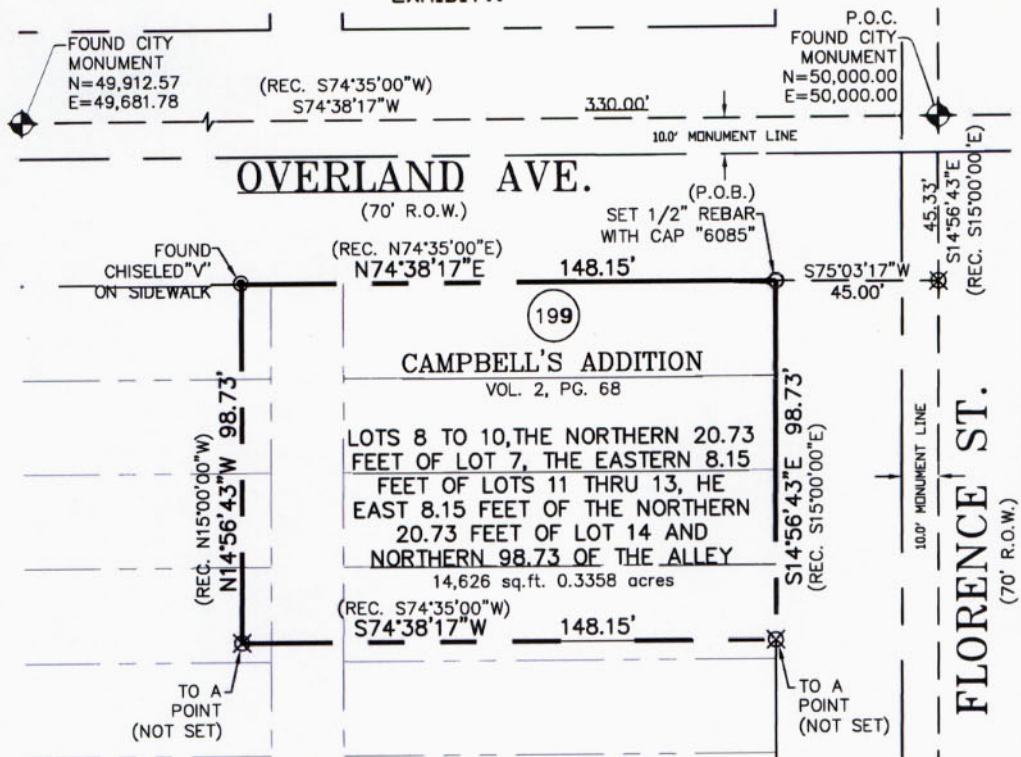 EXHIBIT A
FOUND CITY
MONUMENT
N=49,912.57
E=49,681.78
(REC. S74°35'00"W)
S74°38'17"W
330.00'
P.O.C.
FOUND CITY
MONUMENT
N=50,000.00
E=50,000.00
10.0' MONUMENT LINE
OVERLAND AVE.
(70' R.O.W.)
(P.O.B.)
SET 1/2" REBAR
WITH CAP "6085"
45.33'
S14°56'43"E
(REC. S15°00'00"E)
FOUND
CHISELED"V"
ON SIDEWALK
(REC. N74°35'00"E)
N74°38'17"E
148.15'
S75°03'17"W
45.00'
199
CAMPBELL'S ADDITION
VOL. 2, PG. 68
LOTS 8 TO 10,THE NORTHERN 20.73
FEET OF LOT 7, THE EASTERN 8.15
FEET OF LOTS 11 THRU 13, HE
EAST 8.15 FEET OF THE NORTHERN
20.73 FEET OF LOT 14 AND
NORTHERN 98.73 OF THE ALLEY
14,626 sq.ft. 0.3358 acres
(REC. N15°00'00"W)
N14°56'43"W 98.73'
S14°56'43"E 98.73'
(REC. S15°00'00"E)
10.0' MONUMENT LINE
FLORENCE ST.
(70' R.O.W.)
(REC. S74°35'00"W)
S74°38'17"W
148.15'
TO A
POINT
(NOT SET)
TO A
POINT
(NOT SET)